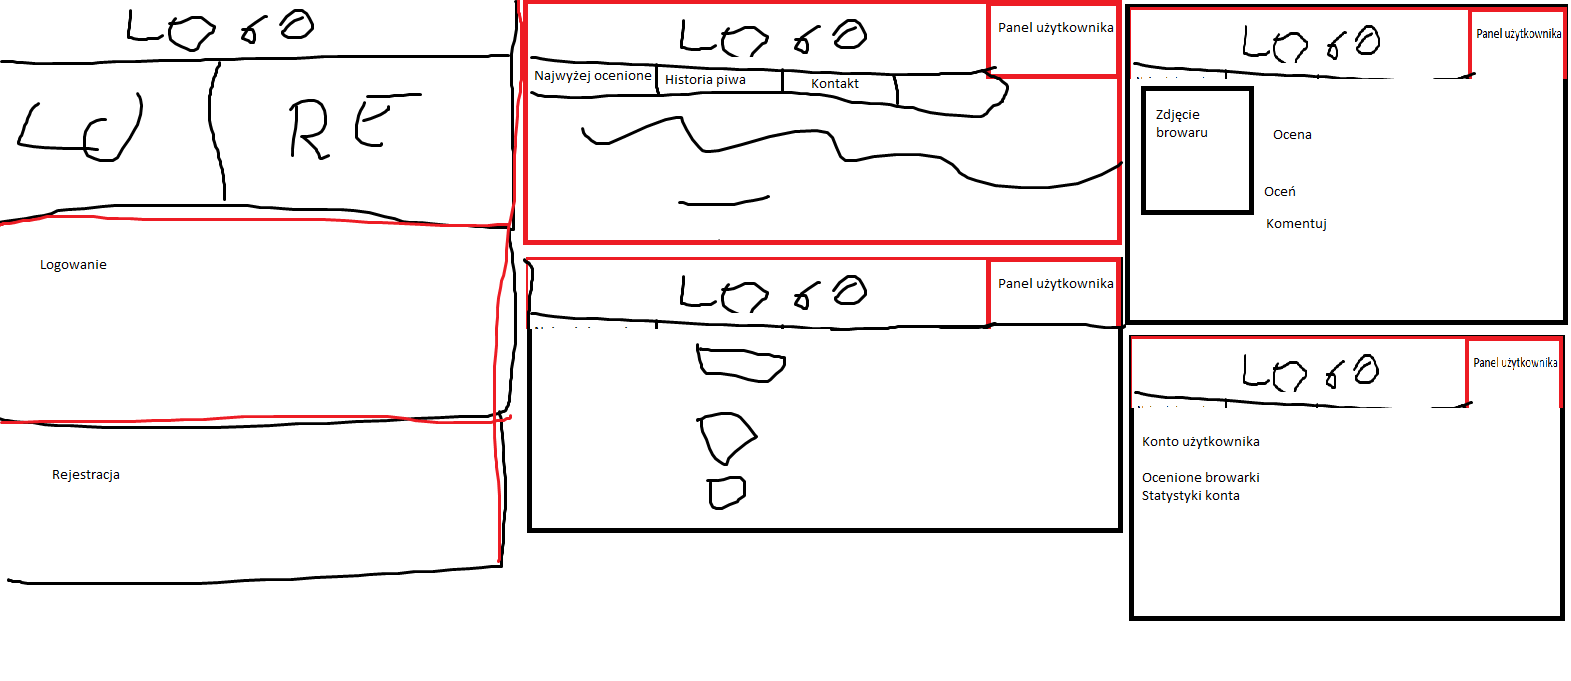 LOGO
LO
RE
Logowanie
Rejestracja
LOGO
Panel użytkownika
Najwyżej ocenione
Historia piwa
Kontakt
LOGO
Panel użytkownika
LOGO
Panel użytkownika
Zdjęcie
browaru
Ocena
Oceń
Komentuj
LOGO
Panel użytkownika
Konto użytkownika
Ocenione browarki
Statystyki konta